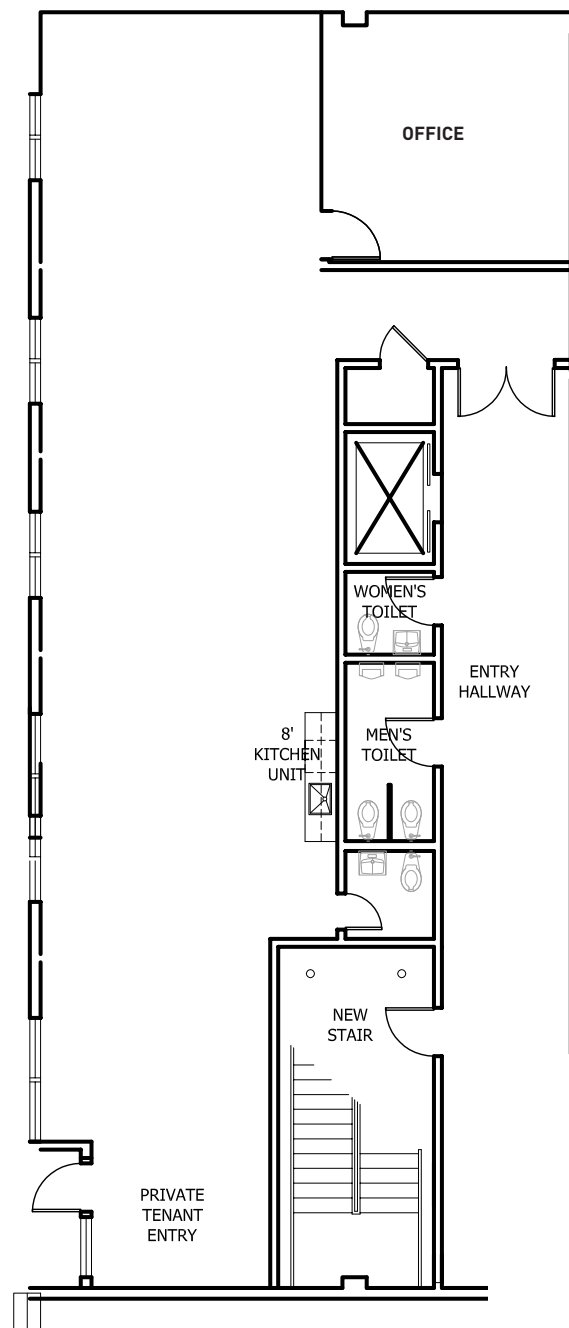 OFFICE
WOMEN'S
TOILET
ENTRY
HALLWAY
8'
KITCHEN
UNIT
MEN'S
TOILET
NEW
STAIR
PRIVATE
TENANT
ENTRY